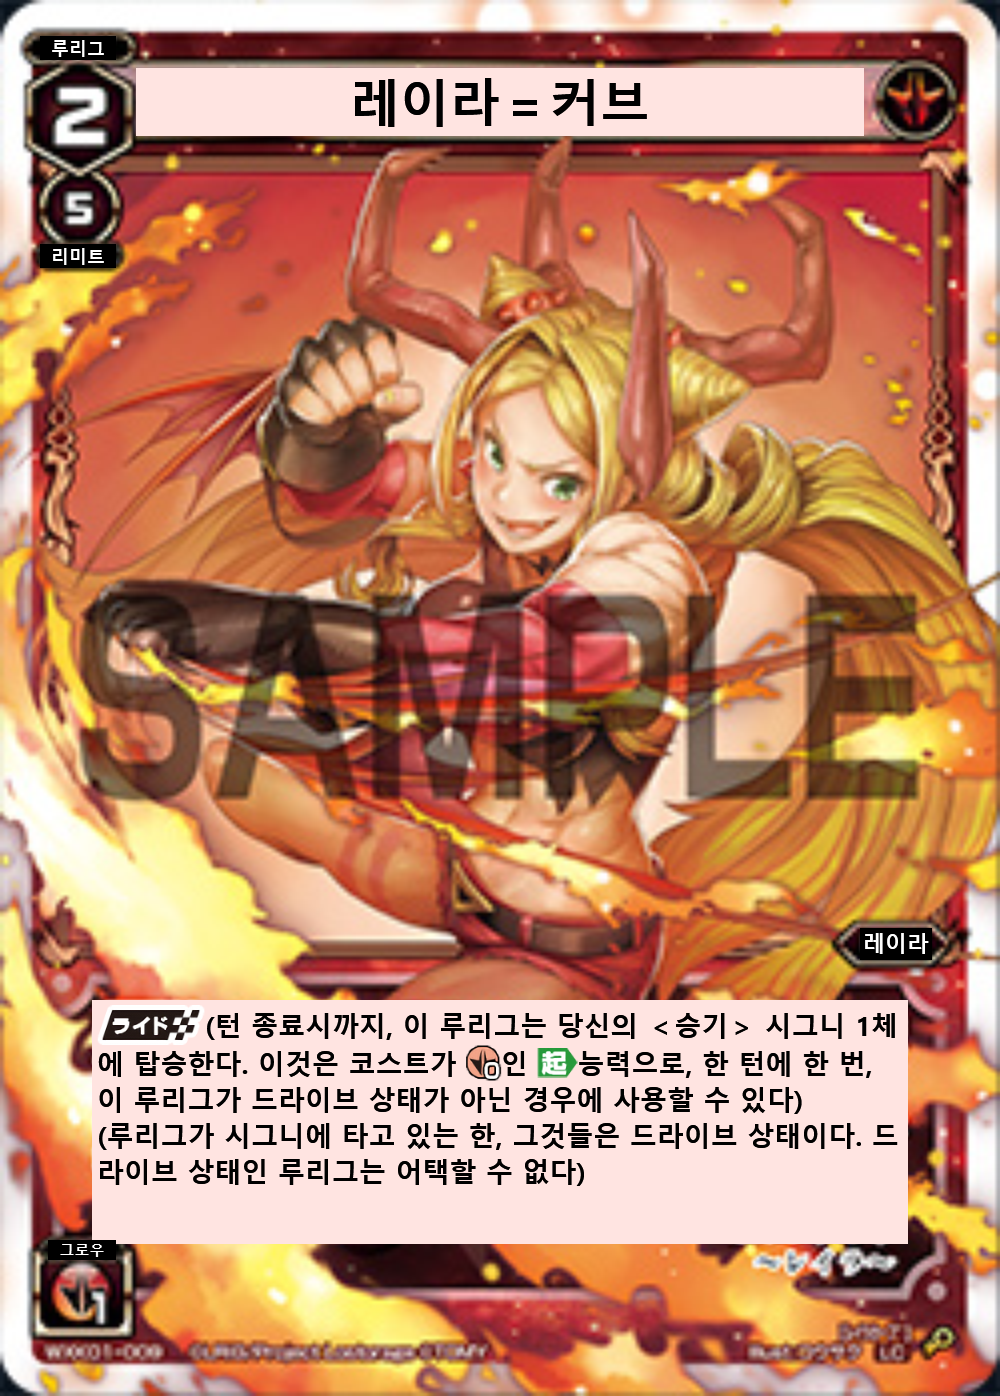 루리그
2
레이라 = 커브
5
리미트
SAMPLE
레이라
ライド (턴 종료시까지, 이 루리그는 당신의 <승기> 시그니 1체
에 탑승한다. 이것은 코스트가 0인 起능력으로, 한 턴에 한 번,
이 루리그가 드라이브 상태가 아닌 경우에 사용할 수 있다)
(루리그가 시그니에 타고 있는 한, 그것들은 드라이브 상태이다. 드
라이브 상태인 루리그는 어택할 수 없다)
그로우
1
WXK01-009